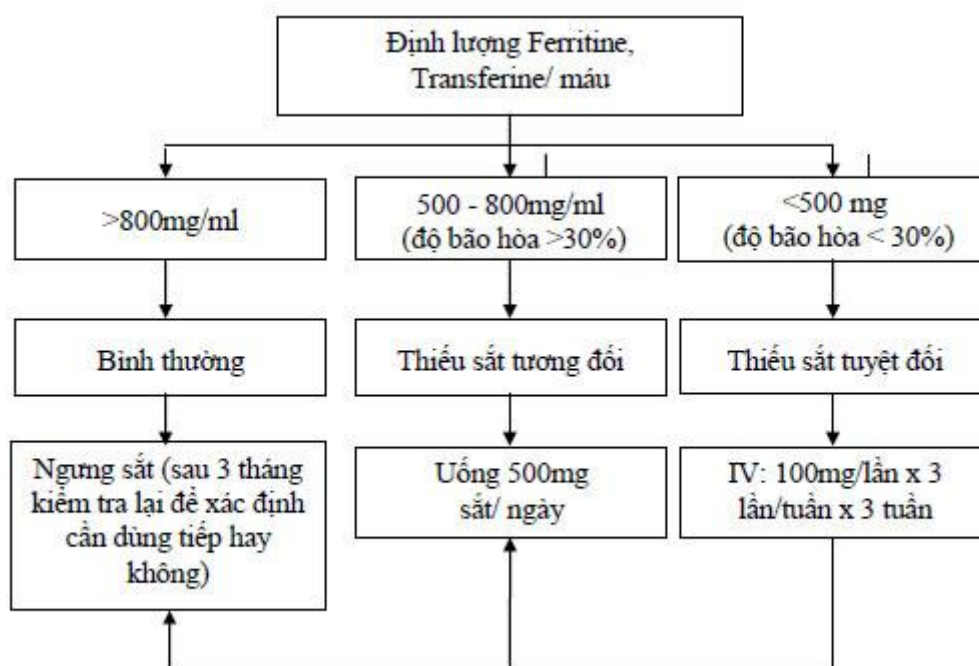 Định lượng Ferritine,
Transferine/ máu
>800mg/ml
500 - 800mg/ml
(độ bão hòa >30%)
<500 mg
(độ bão hòa < 30%)
Bình thường
Thiếu sắt tương đối
Thiếu sắt tuyệt đối
Ngưng sắt (sau 3 tháng
kiểm tra lại để xác định
cần dùng tiếp hay
không)
Uống 500mg
sắt/ ngày
IV: 100mg/lần x 3
lần/tuần x 3 tuần